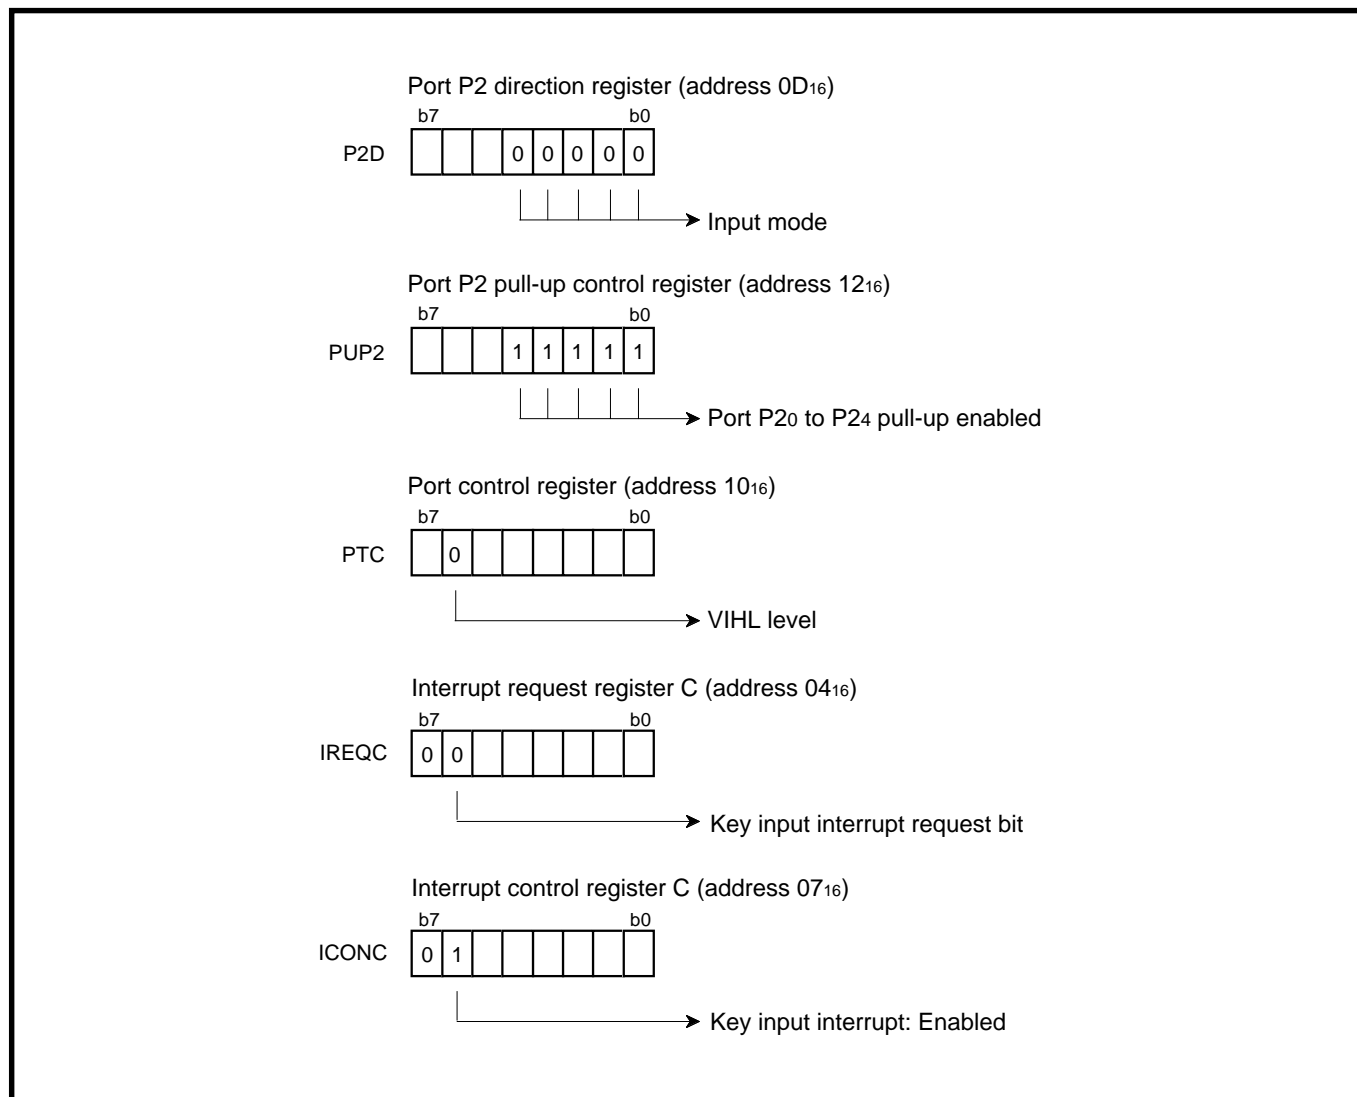 Port P2 direction register (address 0D16)
b7 b0
P2D 0 0 0 0 0
Input mode
Port P2 pull-up control register (address 1216)
b7 b0
PUP2 1 1 1 1 1
Port P20 to P24 pull-up enabled
Port control register (address 1016)
b7 b0
PTC 0
VIHL level
Interrupt request register C (address 0416)
b7 b0
IREQC 0 0
Key input interrupt request bit
Interrupt control register C (address 0716)
b7 b0
ICONC 0 1
Key input interrupt: Enabled